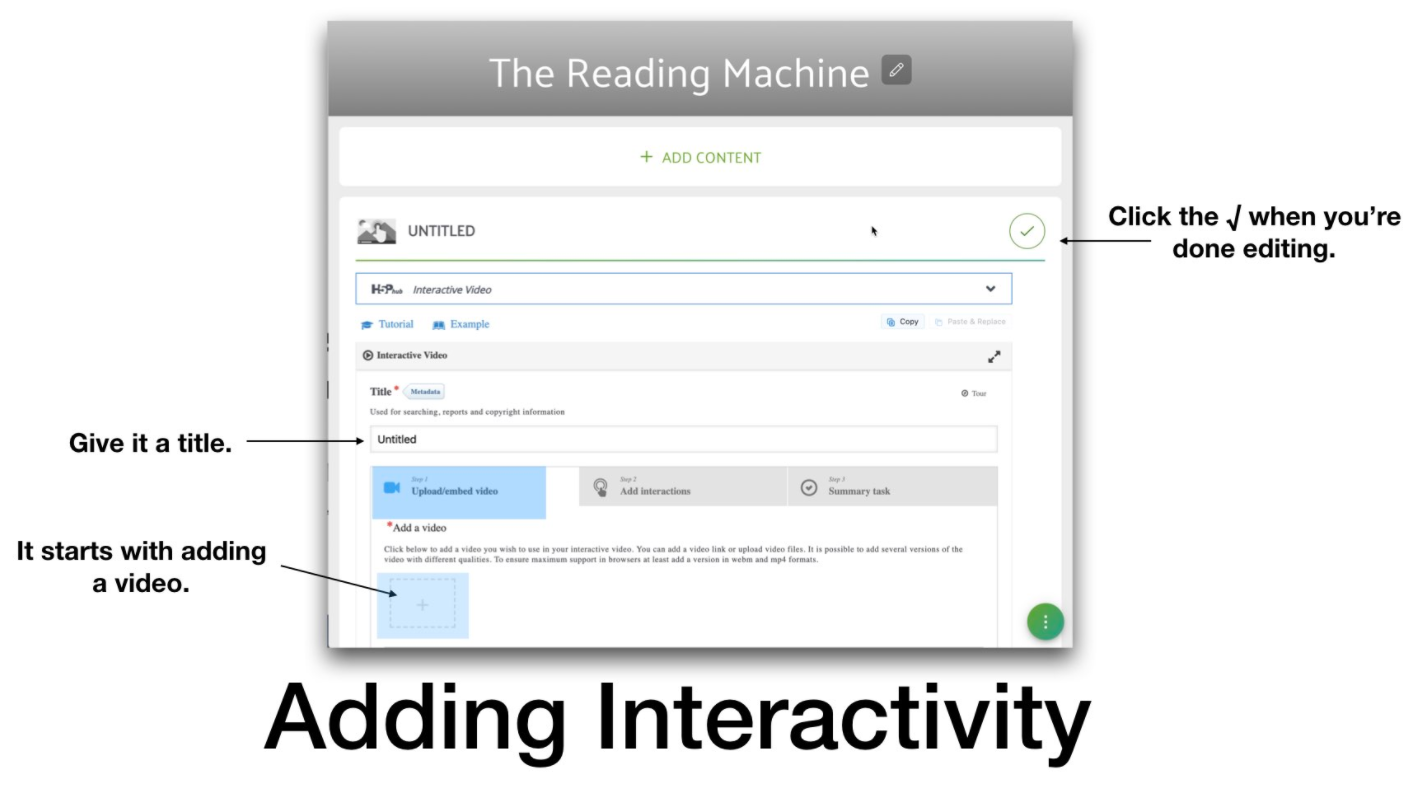 The Reading Machine
+ ADD CONTENT
UNTITLED
Click the √ when you're
done editing.
H5P hub Interactive Video
Tutorial Example
Copy Paste & Replace
Interactive Video
Title * Metadata
Tour
Used for searching, reports and copyright information
Give it a title.
Untitled
Step 1
Upload/embed video
Step 2
Add interactions
Step 3
Summary task
*Add a video
Click below to add a video you wish to use in your interactive video. You can add a video link or upload video files. It is possible to add several versions of the
video with different qualities. To ensure maximum support in browsers at least add a version in webm and mp4 formats.
It starts with adding
a video.
+
Adding Interactivity